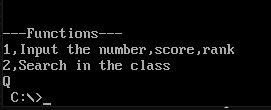 ---Functions---
1,Input the number,score,rank
2,Search in the class
Q
C:\>_